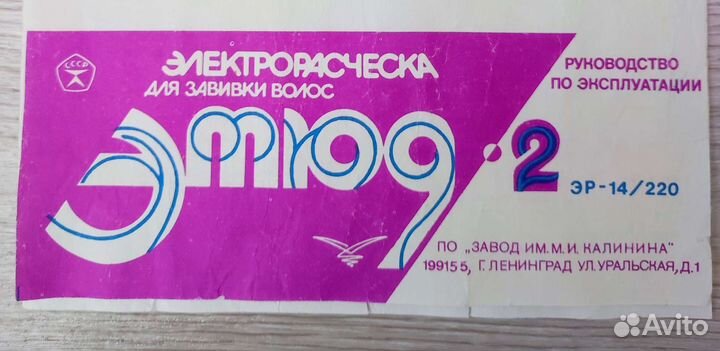 СССР
ЭЛЕКТРОРАСЧЕСКА
ДЛЯ ЗАВИВКИ ВОЛОС
ЭТЮД-2
РУКОВОДСТВО
ПО ЭКСПЛУАТАЦИИ
ЭР-14/220
ПО „ЗАВОД ИМ. М. И. КАЛИНИНА"
199155, Г. ЛЕНИНГРАД УЛ. УРАЛЬСКАЯ, Д.1
Avito